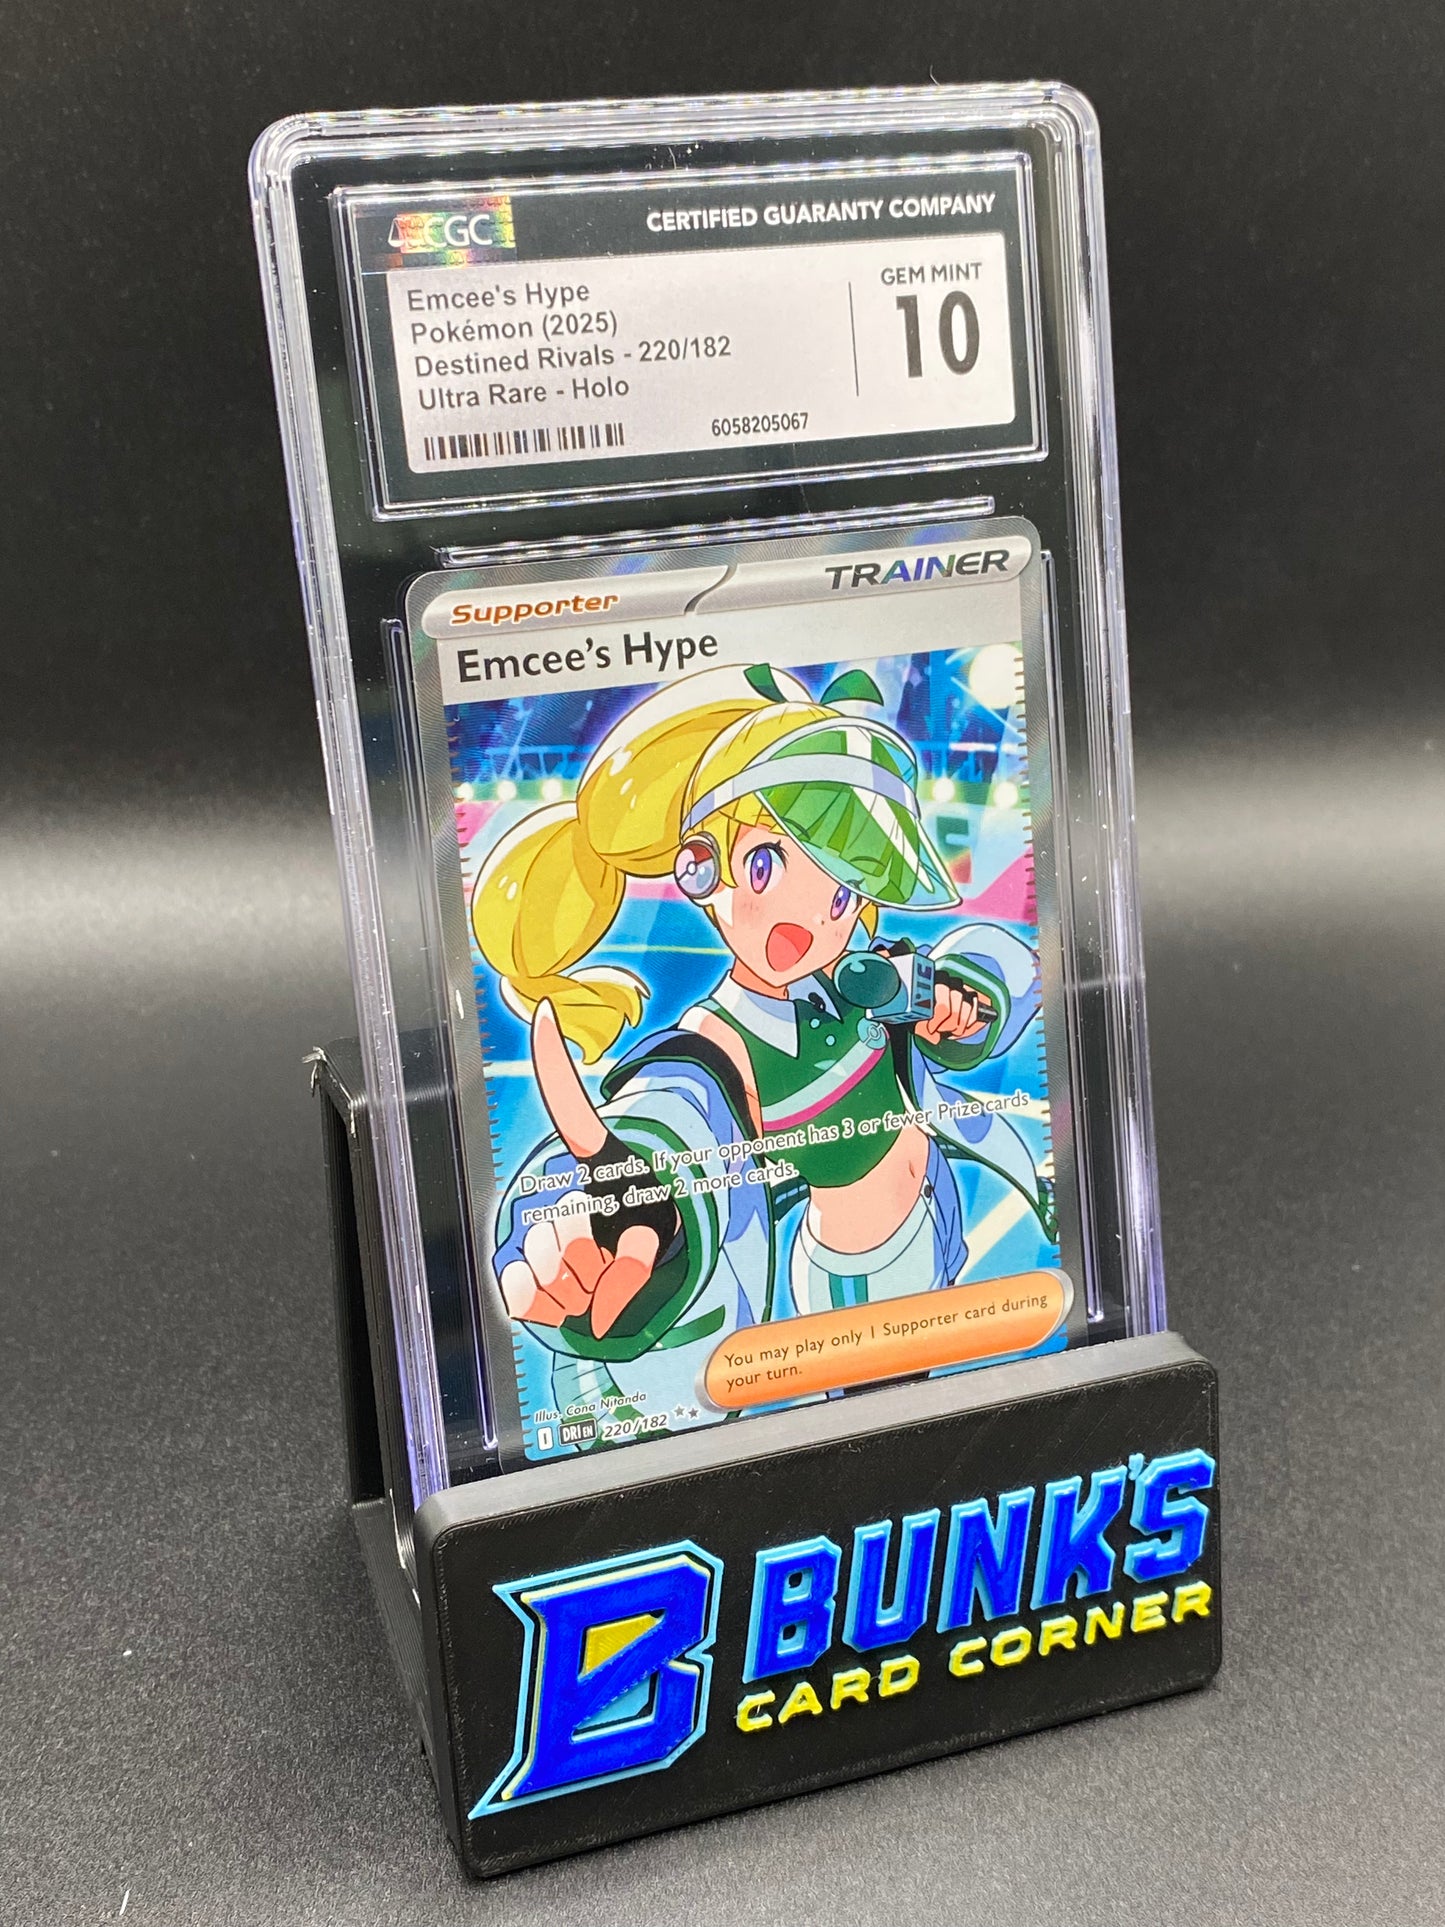 CGC
CERTIFIED GUARANTY COMPANY
Emcee's Hype
Pokémon (2025)
Destined Rivals - 220/182
Ultra Rare - Holo
GEM MINT
10
6058205067
Supporter
TRAINER
Emcee's Hype
Draw 2 cards. If your opponent has 3 or fewer Prize cards
remaining, draw 2 more cards.
You may play only 1 Supporter card during
your turn.
Illus. Cona Nitanda
I DRI EN 220/182
B
BUNK'S
CARD CORNER